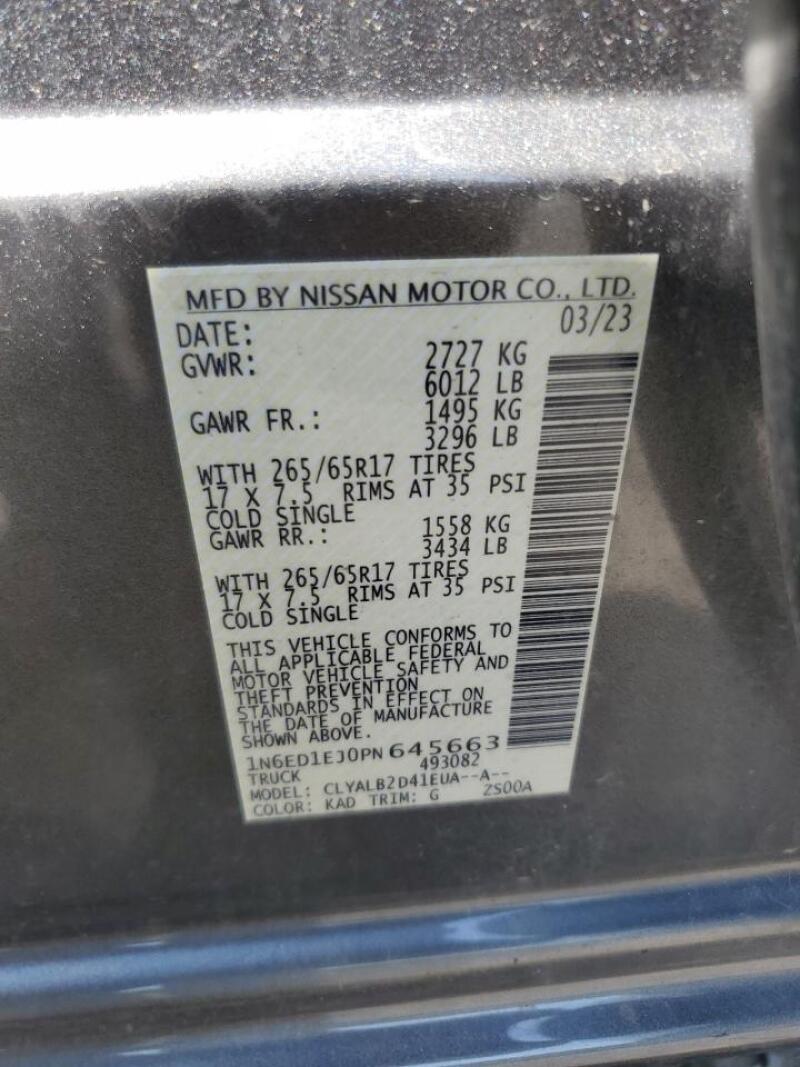 MFD BY NISSAN MOTOR CO., LTD.
DATE: 03/23
GVWR: 2727 KG
6012 LB
GAWR FR.: 1495 KG
3296 LB
WITH 265/65R17 TIRES
17 X 7.5 RIMS AT 35 PSI
COLD SINGLE
GAWR RR.: 1558 KG
3434 LB
WITH 265/65R17 TIRES
17 X 7.5 RIMS AT 35 PSI
COLD SINGLE
THIS VEHICLE CONFORMS TO
ALL APPLICABLE FEDERAL
MOTOR VEHICLE SAFETY AND
THEFT PREVENTION
STANDARDS IN EFFECT ON
THE DATE OF MANUFACTURE
SHOWN ABOVE.
1N6ED1EJ0PN645663
TRUCK 493082
MODEL: CLYALB2D41EUA--A--
COLOR: KAD TRIM: G ZS00A